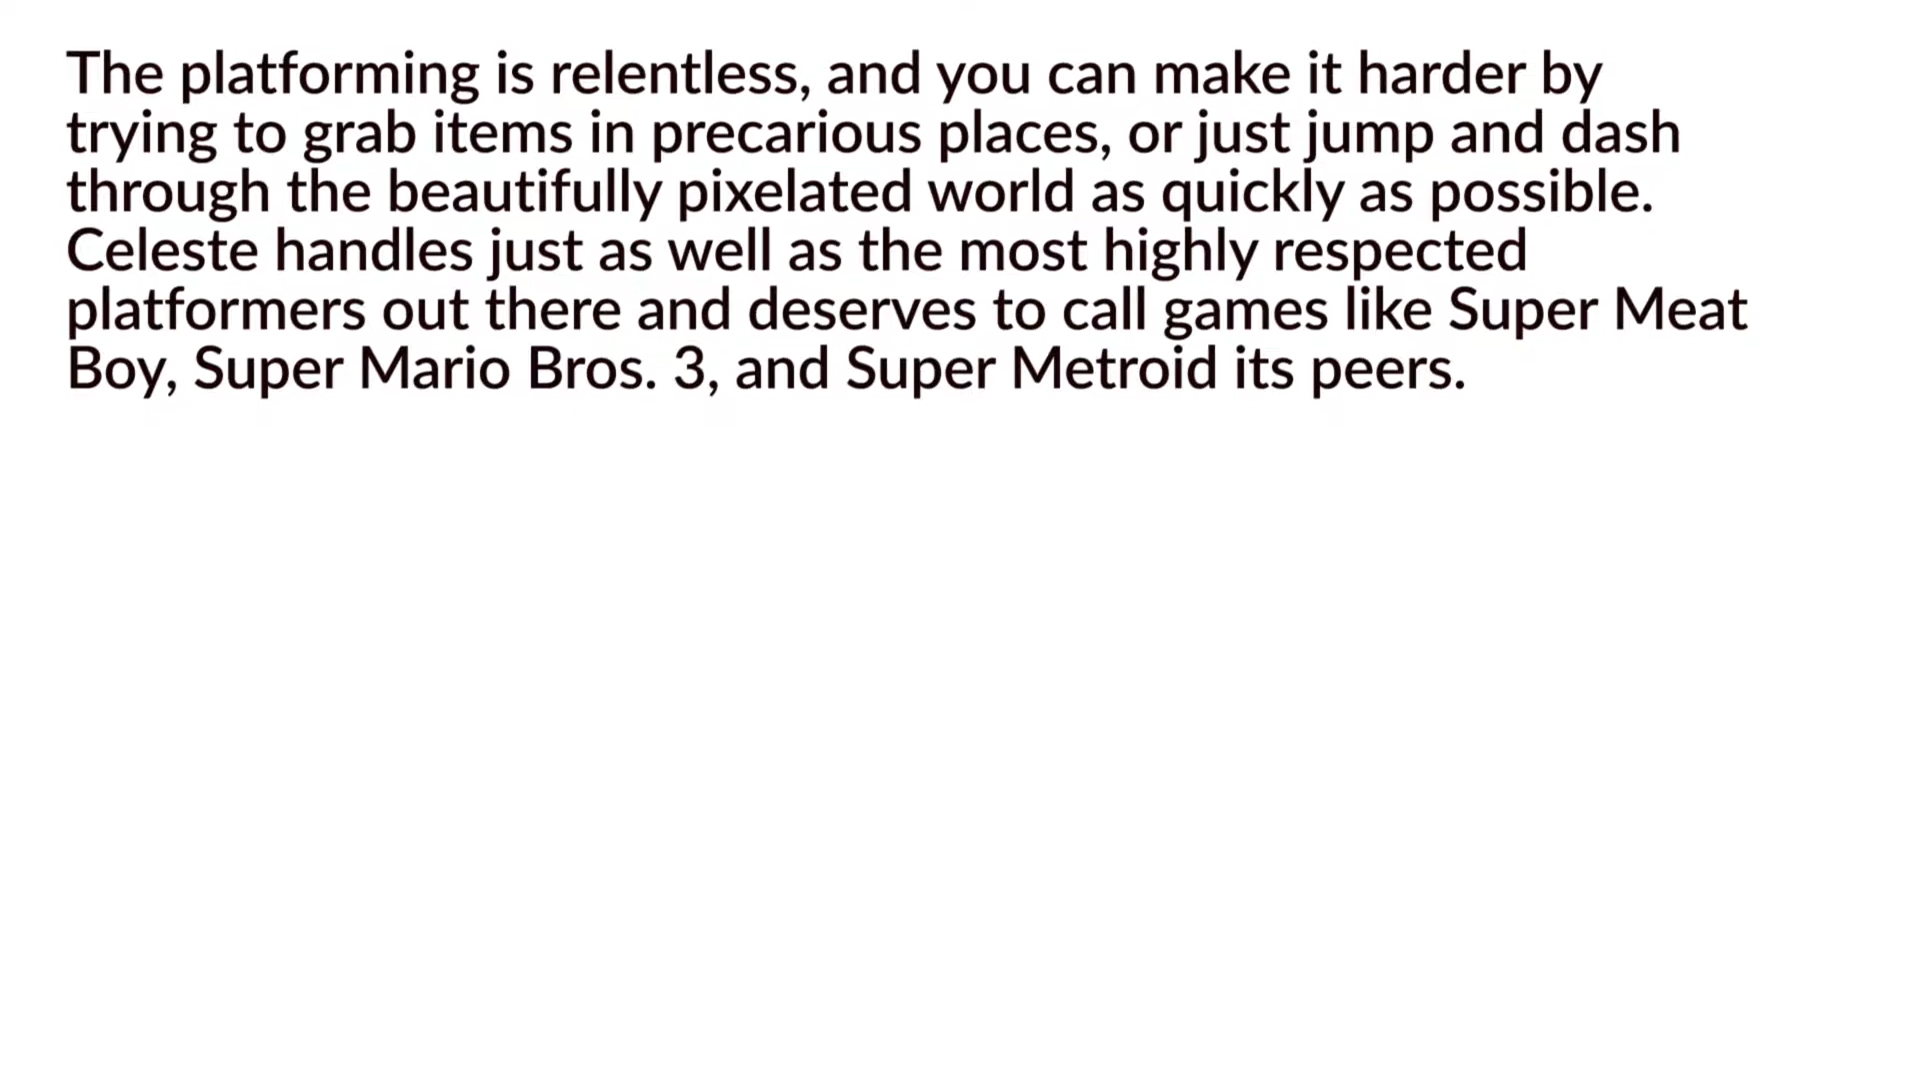 The platforming is relentless, and you can make it harder by
trying to grab items in precarious places, or just jump and dash
through the beautifully pixelated world as quickly as possible.
Celeste handles just as well as the most highly respected
platformers out there and deserves to call games like Super Meat
Boy, Super Mario Bros. 3, and Super Metroid its peers.